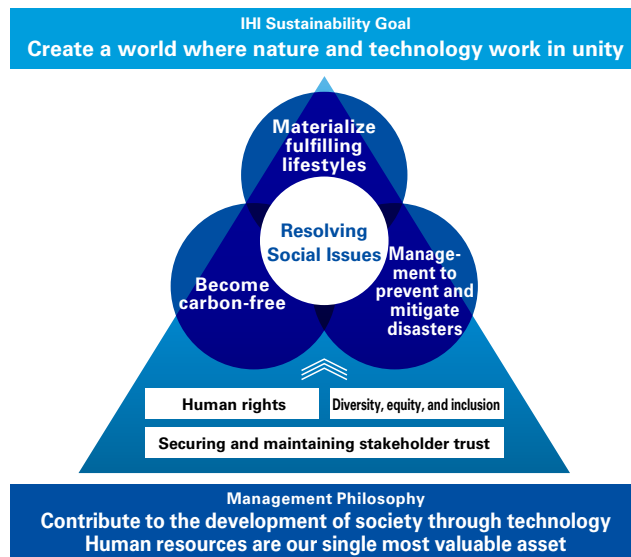 IHI Sustainability Goal
Create a world where nature and technology work in unity
Materialize
fulfilling
lifestyles
Resolving
Social Issues
Become
carbon-free
Manage-
ment to
prevent and
mitigate
disasters
Human rights
Diversity, equity, and inclusion
Securing and maintaining stakeholder trust
Management Philosophy
Contribute to the development of society through technology
Human resources are our single most valuable asset